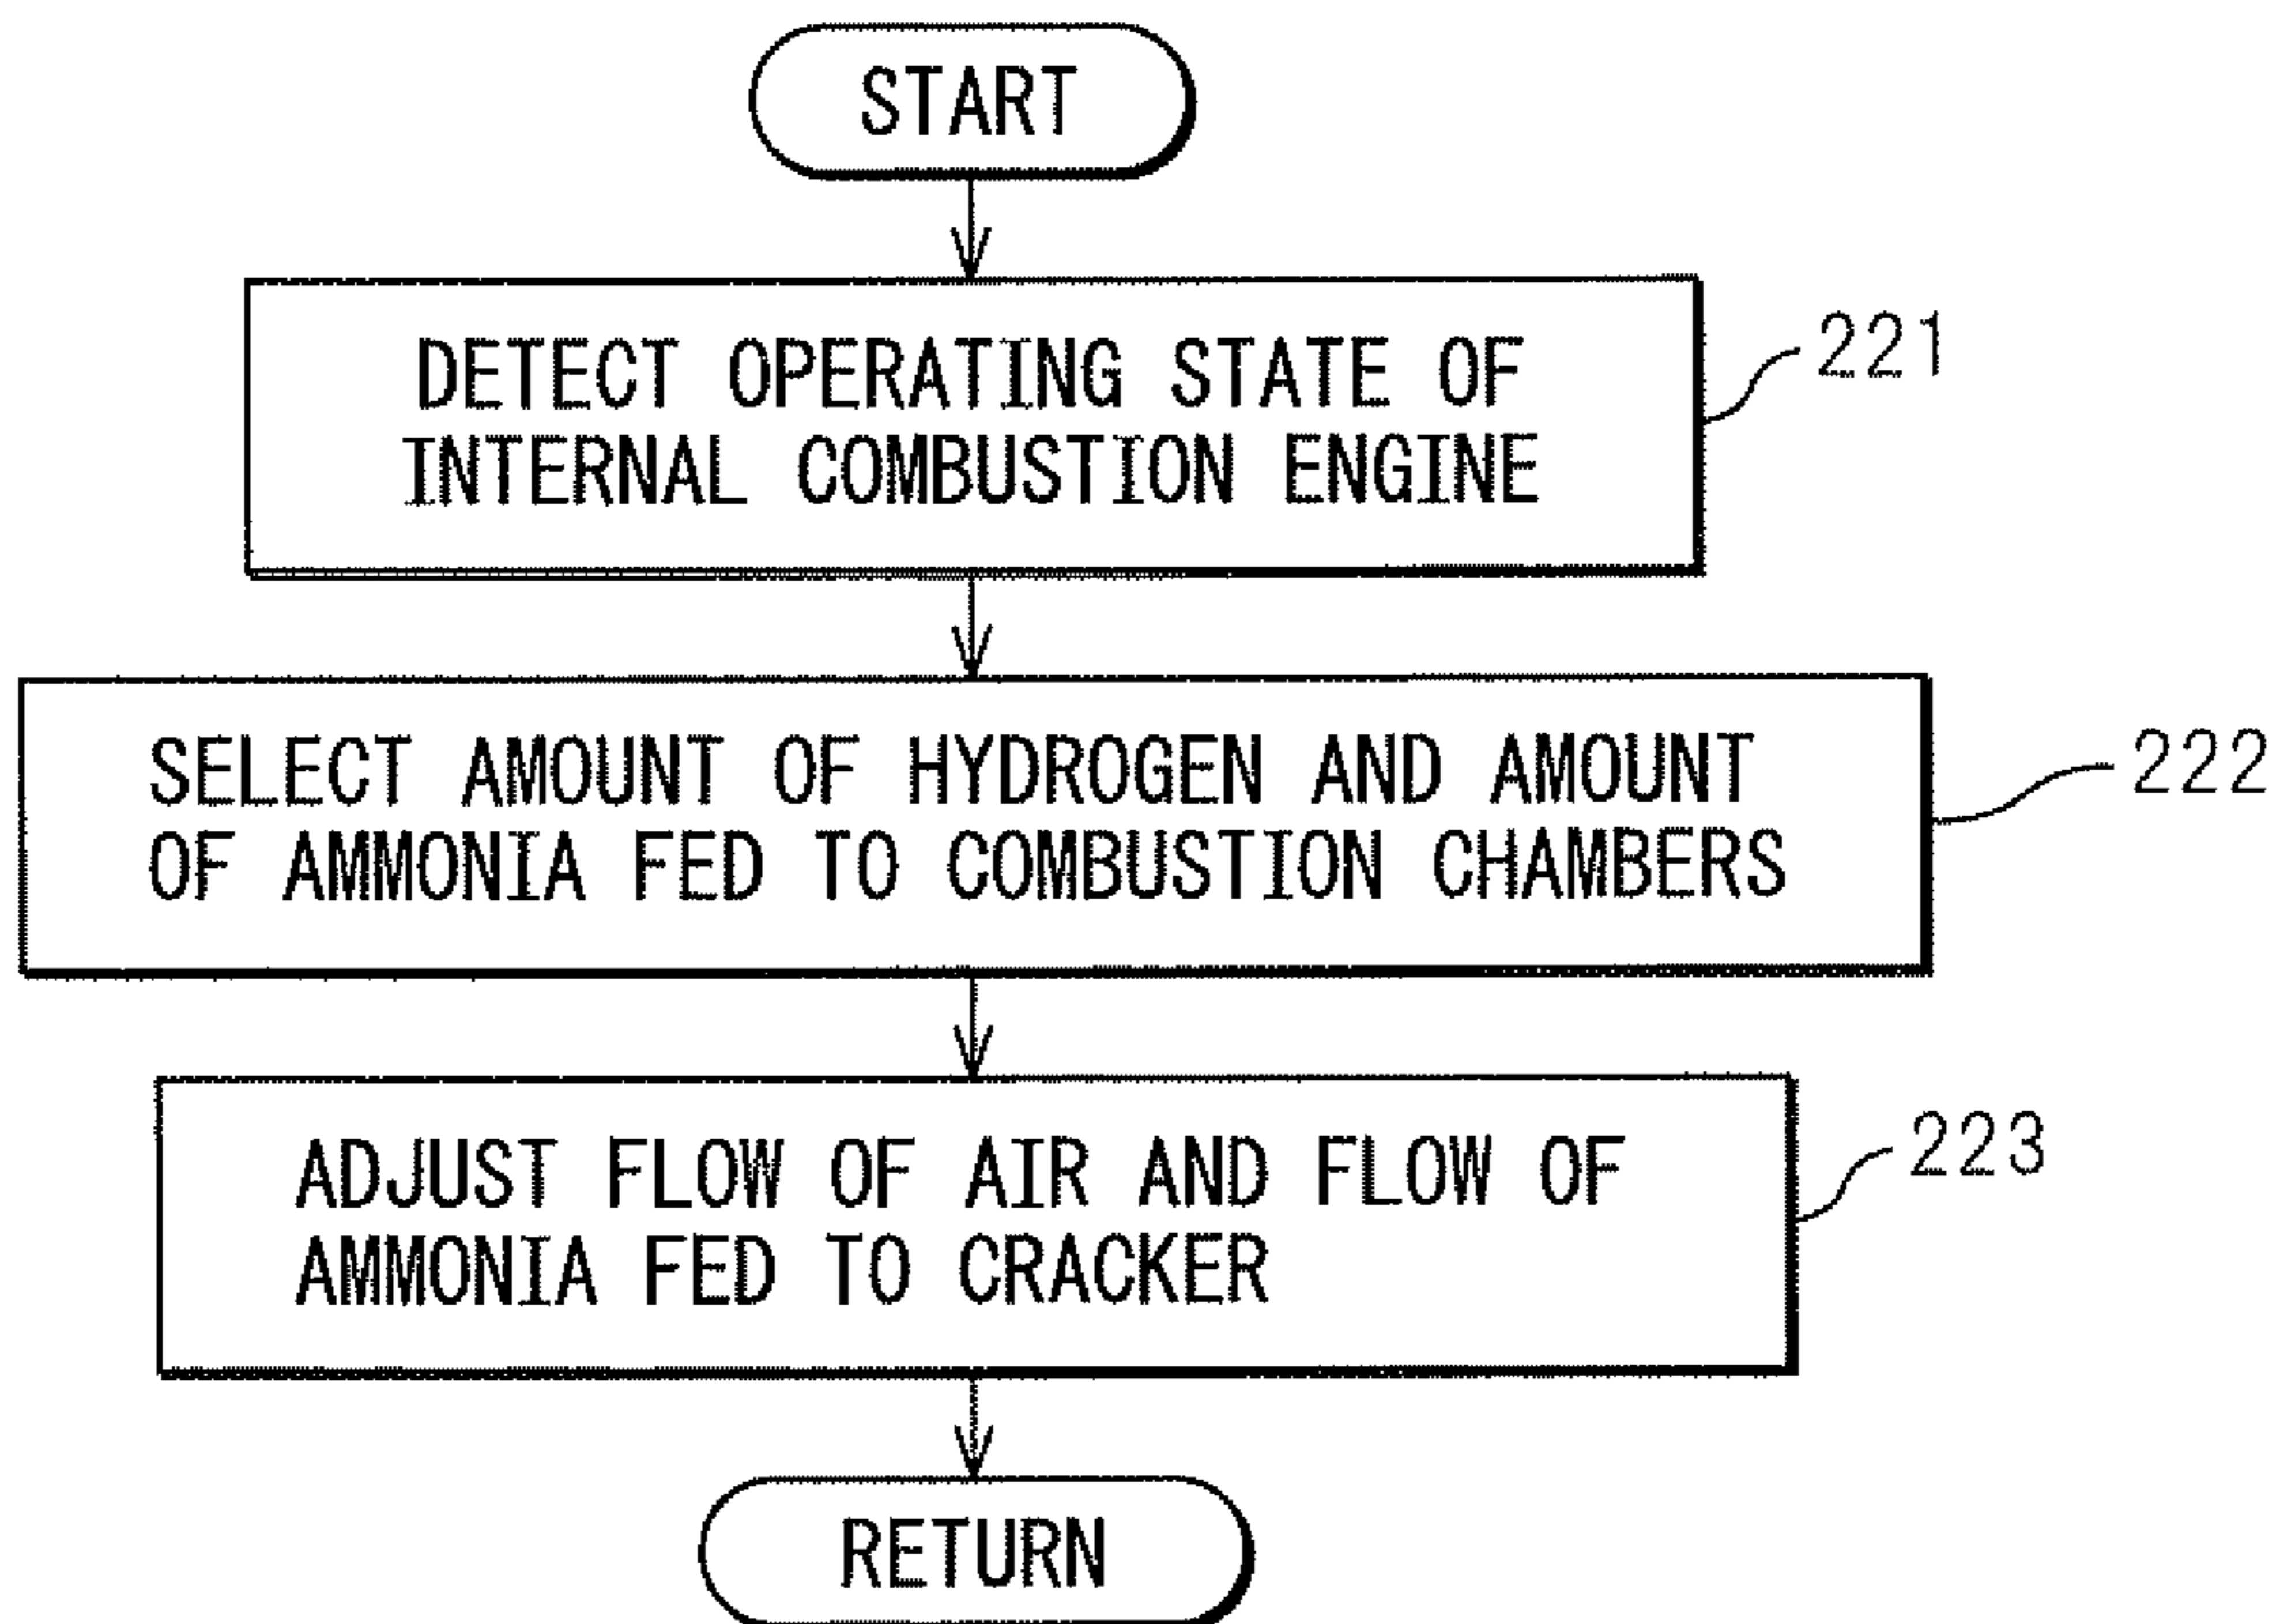 START
DETECT OPERATING STATE OF
INTERNAL COMBUSTION ENGINE
221
SELECT AMOUNT OF HYDROGEN AND AMOUNT
OF AMMONIA FED TO COMBUSTION CHAMBERS
222
ADJUST FLOW OF AIR AND FLOW OF
AMMONIA FED TO CRACKER
223
RETURN